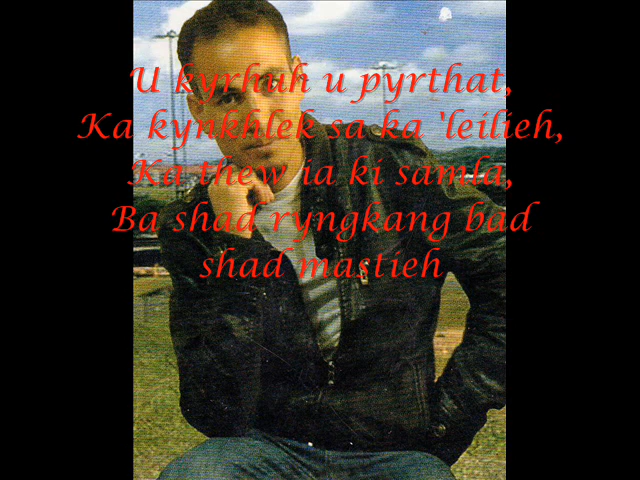 U kyrhuh u pyrthat,
Ka kynkhlek sa ka 'leilieh,
Ka thew ia ki samla,
Ba shad ryngkang bad
shad mastieh